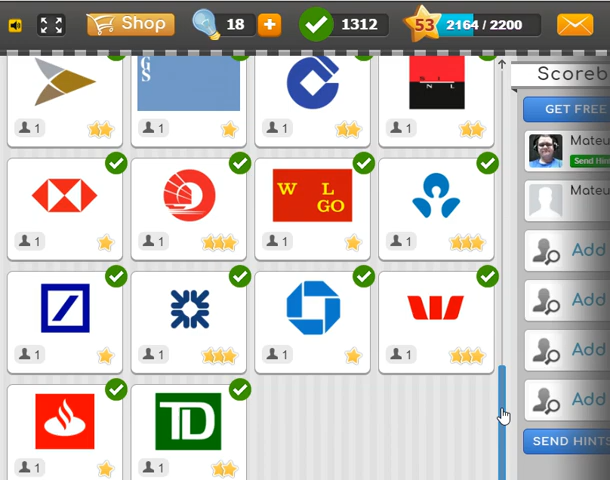 Shop
18
+
1312
53
2164 / 2200
G
S
Scoreb
GET FREE
Mateu
Send Hin
Mateu
1
1
1
1
W L
GO
1
1
1
1
Add
Add
1
1
1
1
Add
Add
TD
SEND HINTS
1
1